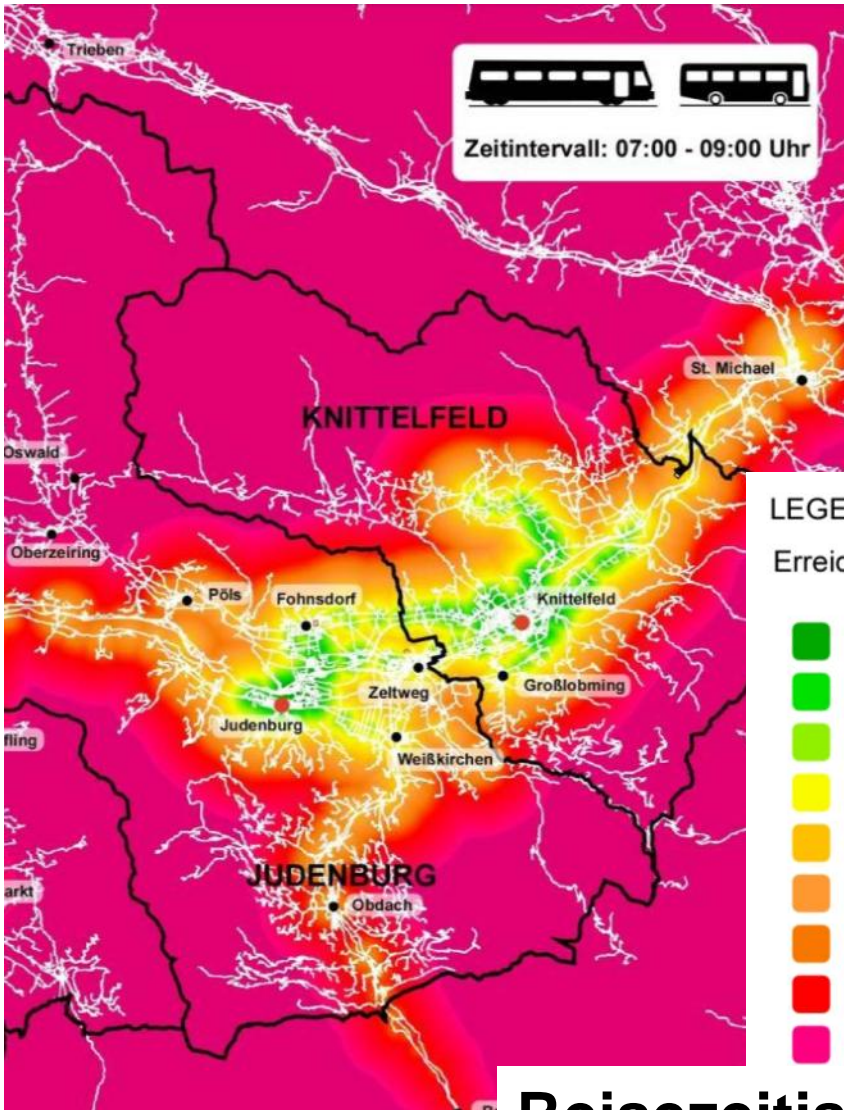 Trieben
Zeitintervall: 07:00 - 09:00 Uhr
St. Michael
KNITTELFELD
Oswald
LEGE
Oberzeiring
Erreic
Pöls
Fohnsdorf
Knittelfeld
Zeltweg
Großlobming
Judenburg
fling
Weißkirchen
JUDENBURG
arkt
Obdach